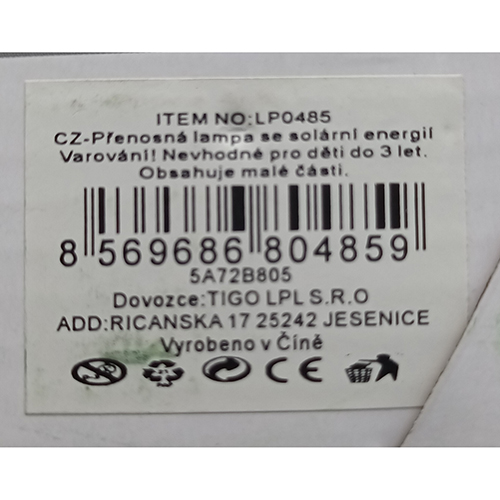 ITEM NO:LP0485
CZ-Přenosná lampa se solární energií
Varování! Nevhodné pro děti do 3 let.
Obsahuje malé části.
8 569686 804859
5A72B805
Dovozce:TIGO LPL S.R.O
ADD:RICANSKA 17 25242 JESENICE
Vyrobeno v Číně
CE